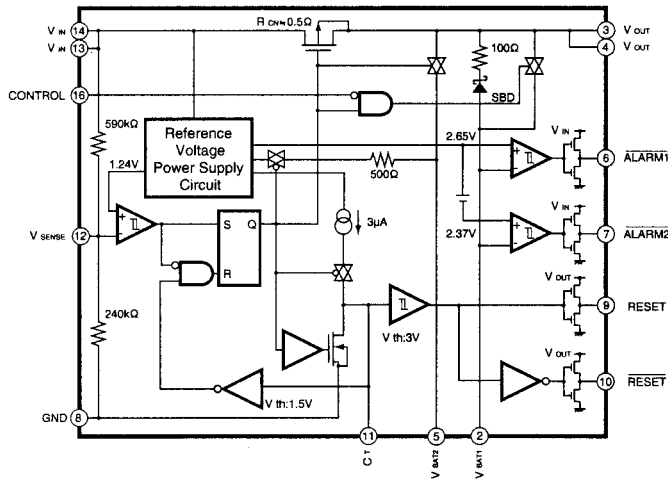 V IN 14
R ON≒0.5Ω
3 V OUT
V IN 13
4 V OUT
100Ω
CONTROL 16
SBD
590kΩ
Reference
Voltage
Power Supply
Circuit
2.65V
V IN
1.24V
500Ω
6 ALARM1
3μA
V IN
V SENSE 12
S Q
2.37V
7 ALARM2
R
V OUT
9 RESET
240kΩ
V th:3V
V OUT
10 RESET
V th:1.5V
GND 8
11 5 2
C T
V BAT2
V BAT1